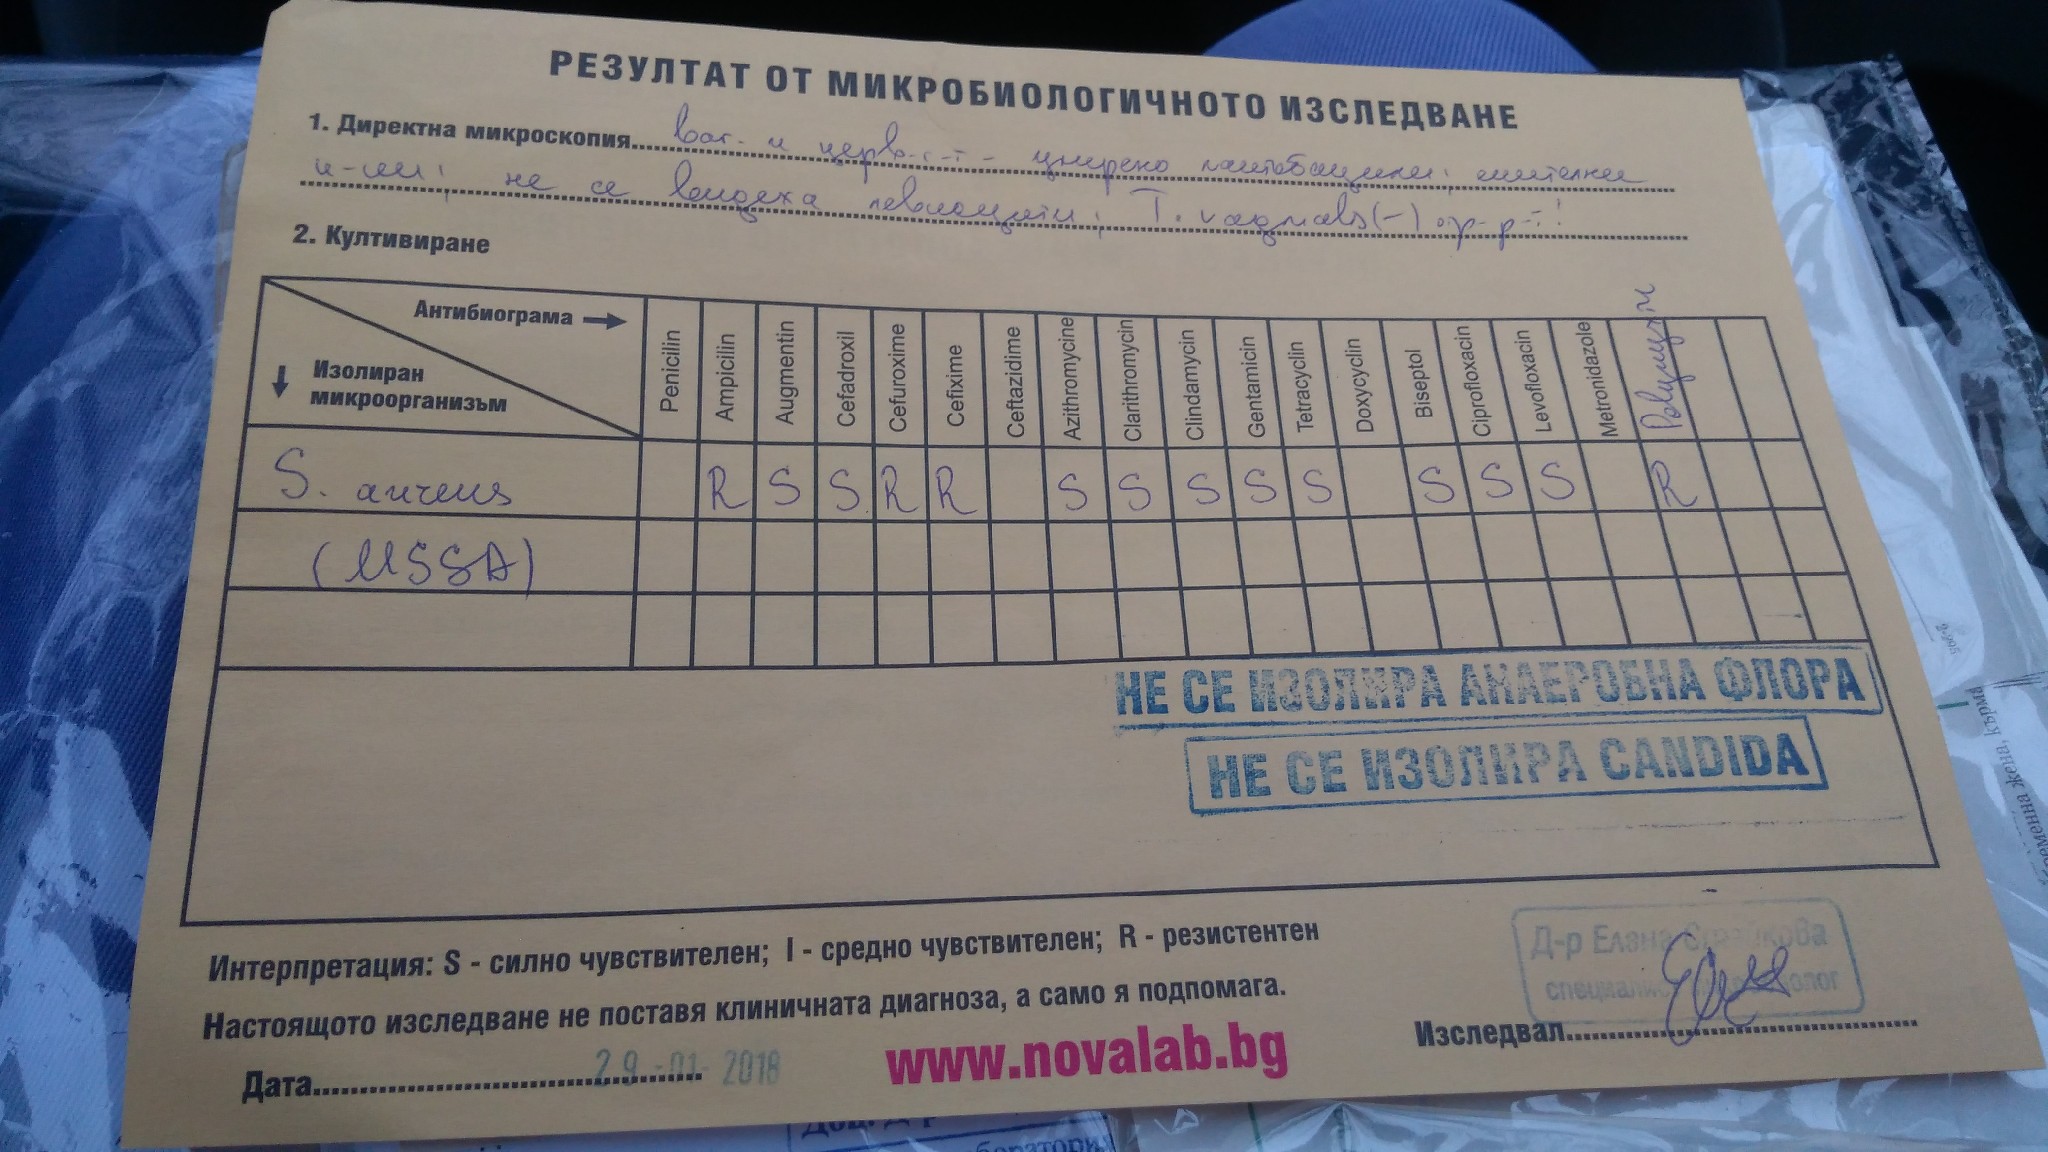 РЕЗУЛТАТ ОТ МИКРОБИОЛОГИЧНОТО ИЗСЛЕДВАНЕ
1. Директна микроскопия
не се видяха левкоцити; T. vaginalis (-)
2. Култивиране
Антибиограма
Изолиран
микроорганизъм
Penicilin Ampicilin Augmentin Cefadroxil Cefuroxime Cefixime Ceftazidime Azithromycine Clarithromycin Clindamycin Gentamicin Tetracyclin Doxycyclin Biseptol Ciprofloxacin Levofloxacin Metronidazole
S. aureus R S S R R S S S S S S S S R
(MSSA)
НЕ СЕ ИЗОЛИРА АНАЕРОБНА ФЛОРА
НЕ СЕ ИЗОЛИРА CANDIDA
Интерпретация: S - силно чувствителен; I - средно чувствителен; R - резистентен
Настоящото изследване не поставя клиничната диагноза, а само я подпомага.
Д-р
Изследвал
Дата 29-01-2018
www.novalab.bg